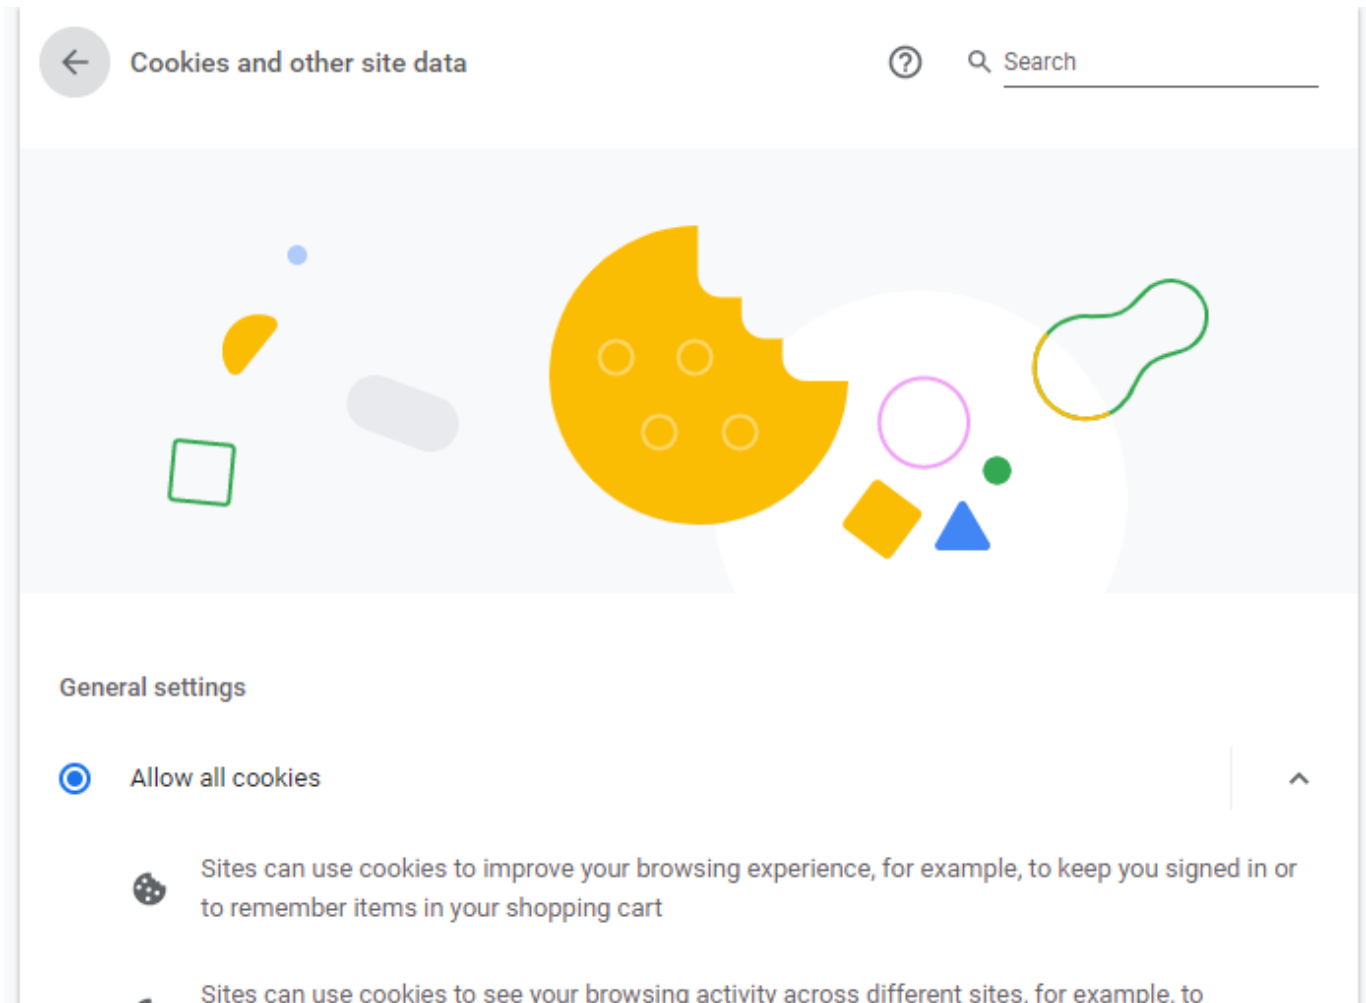 Cookies and other site data
Search
General settings
Allow all cookies
Sites can use cookies to improve your browsing experience, for example, to keep you signed in or
to remember items in your shopping cart
Sites can use cookies to see your browsing activity across different sites, for example, to